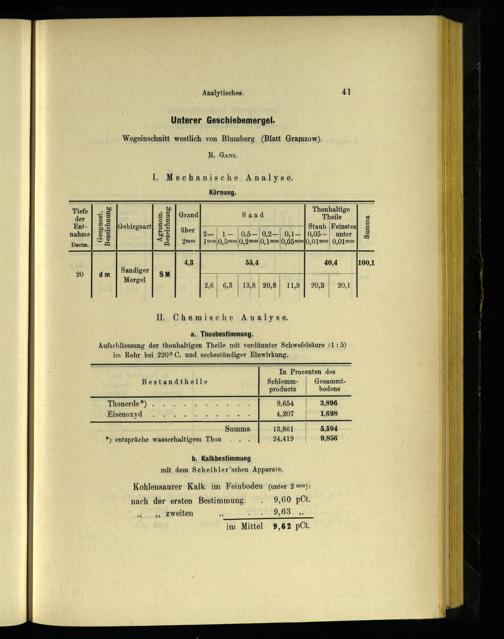 Analytisches. 41
Unterer Geschiebemergel.
Wegeinschnitt westlich von Blumberg (Blatt Gramzow).
R. Gans.
I. Mechanische Analyse.
Körnung.
Tiefe der Ent-nahme Decim. Geognost. Bezeichnung Gebirgsart Agronom. Bezeichnung Grand über 2mm Sand Thonhaltige Theile Summa
2— 1mm 1— 0,5mm 0,5— 0,2mm 0,2— 0,1mm 0,1— 0,05mm Staub 0,05— 0,01mm Feinstes unter 0,01mm
20 dm Sandiger Mergel SM 4,3 55,4 40,4 100,1
2,6 6,3 13,8 20,8 11,9 20,3 20,1
II. Chemische Analyse.
a. Thonbestimmung.
Aufschliessung der thonhaltigen Theile mit verdünnter Schwefelsäure (1:5)
im Rohr bei 220° C. und sechsstündiger Einwirkung.
Bestandtheile In Procenten des
Schlemm-products Gesammt-bodens
Thonerde*) . . . . . . . . . . 9,654 3,896
Eisenoxyd . . . . . . . . . . 4,207 1,698
Summa 13,861 5,594
*) entspräche wasserhaltigem Thon . . . 24,419 9,856
b. Kalkbestimmung
mit dem Scheibler'schen Apparate.
Kohlensaurer Kalk im Feinboden (unter 2mm):
nach der ersten Bestimmung. . 9,60 pCt.
„ „ zweiten „ . . 9,63 „
im Mittel 9,62 pCt.